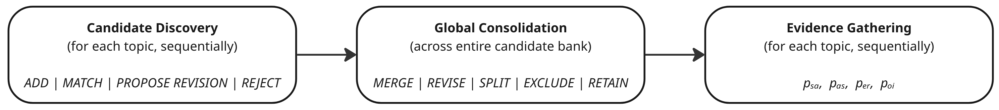 Candidate Discovery
(for each topic, sequentially)
ADD | MATCH | PROPOSE REVISION | REJECT
Global Consolidation
(across entire candidate bank)
MERGE | REVISE | SPLIT | EXCLUDE | RETAIN
Evidence Gathering
(for each topic, sequentially)
psa, pas, per, poi